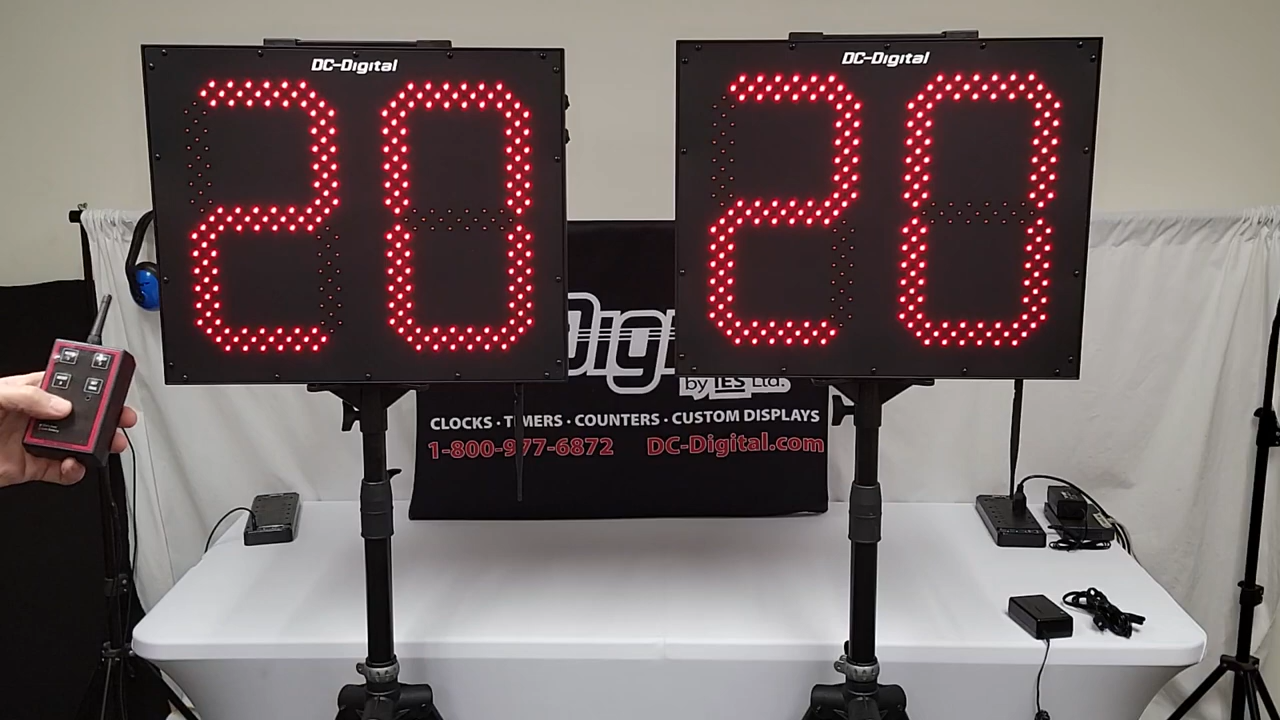 DC-Digital
20
DC-Digital
20
Digi
by IES Ltd.
CLOCKS · TIMERS · COUNTERS · CUSTOM DISPLAYS
1-800-977-6872 DC-Digital.com